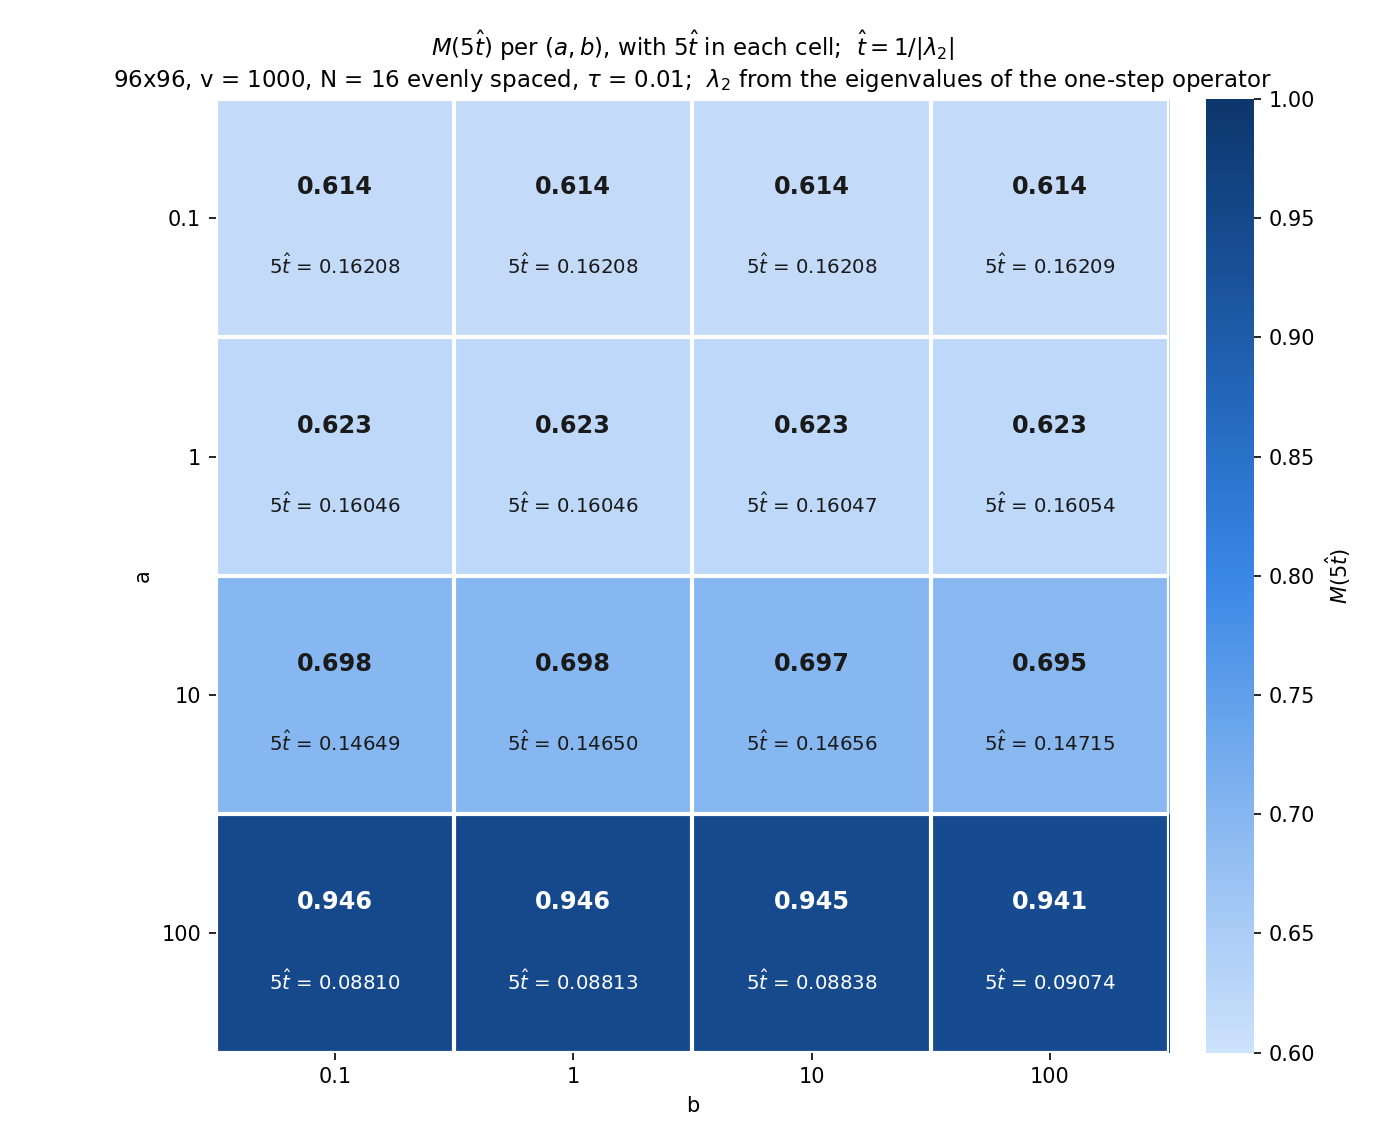 M(5t̂) per (a, b), with 5t̂ in each cell; t̂ = 1/|λ₂|
96x96, v = 1000, N = 16 evenly spaced, τ = 0.01; λ₂ from the eigenvalues of the one-step operator
0.614 0.614 0.614 0.614
0.1
5t̂ = 0.16208 5t̂ = 0.16208 5t̂ = 0.16208 5t̂ = 0.16209
0.623 0.623 0.623 0.623
1
5t̂ = 0.16046 5t̂ = 0.16046 5t̂ = 0.16047 5t̂ = 0.16054
a
0.698 0.698 0.697 0.695
10
5t̂ = 0.14649 5t̂ = 0.14650 5t̂ = 0.14656 5t̂ = 0.14715
0.946 0.946 0.945 0.941
100
5t̂ = 0.08810 5t̂ = 0.08813 5t̂ = 0.08838 5t̂ = 0.09074
0.1 1 10 100
b
1.00
0.95
0.90
0.85
0.80
0.75
0.70
0.65
0.60
M(5t̂)